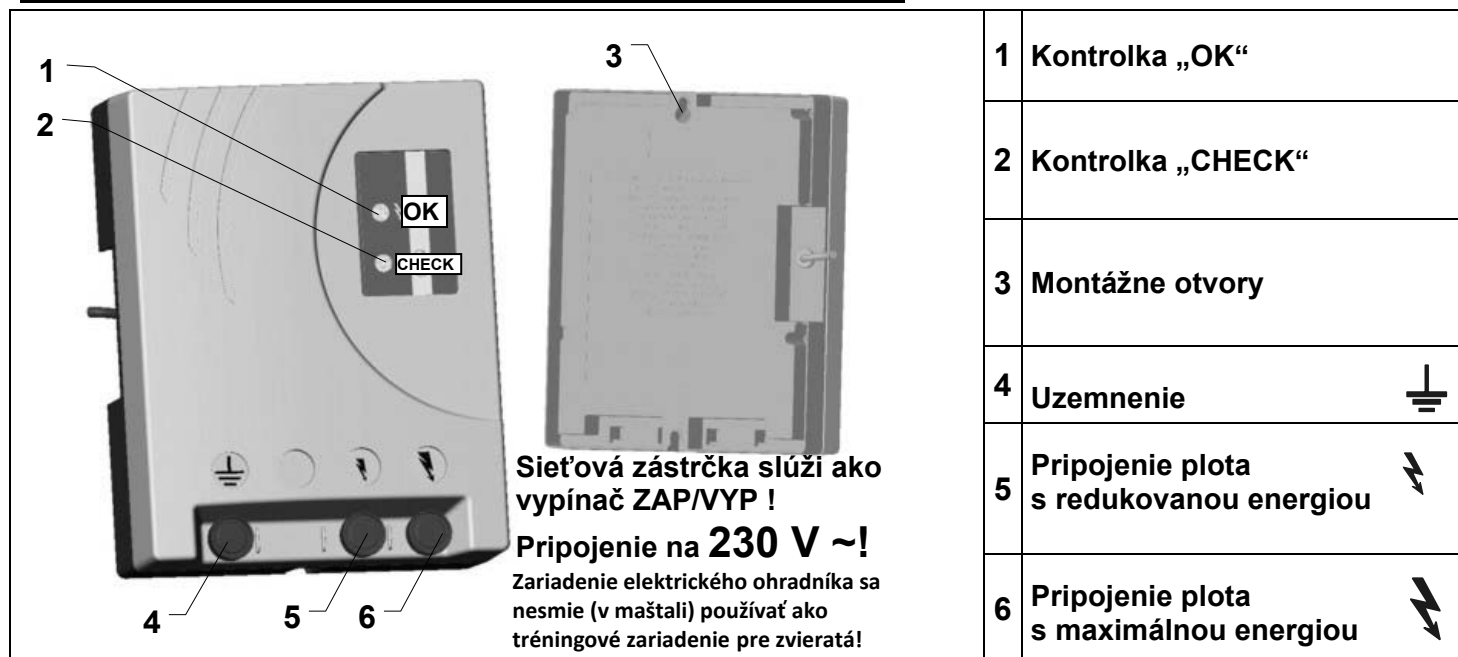 1
2
3
OK
CHECK
4
5
6
Sieťová zástrčka slúži ako
vypínač ZAP/VYP !
Pripojenie na 230 V ~!
Zariadenie elektrického ohradníka sa
nesmie (v maštali) používať ako
tréningové zariadenie pre zvieratá!
1 Kontrolka „OK“
2 Kontrolka „CHECK“
3 Montážne otvory
4 Uzemnenie
5 Pripojenie plota
s redukovanou energiou
6 Pripojenie plota
s maximálnou energiou